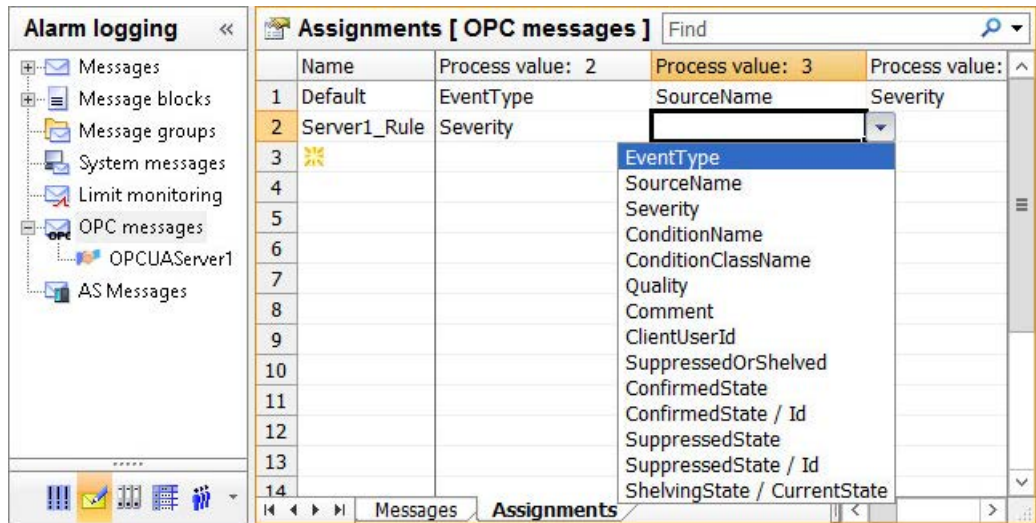 Alarm logging «
Messages
Message blocks
Message groups
System messages
Limit monitoring
OPC messages
OPCUAServer1
AS Messages
Assignments [ OPC messages ] Find
Name Process value: 2 Process value: 3 Process value:
1 Default EventType SourceName Severity
2 Server1_Rule Severity
3
4
5
6
7
8
9
10
11
12
13
14
EventType
SourceName
Severity
ConditionName
ConditionClassName
Quality
Comment
ClientUserId
SuppressedOrShelved
ConfirmedState
ConfirmedState / Id
SuppressedState
SuppressedState / Id
ShelvingState / CurrentState
Messages Assignments